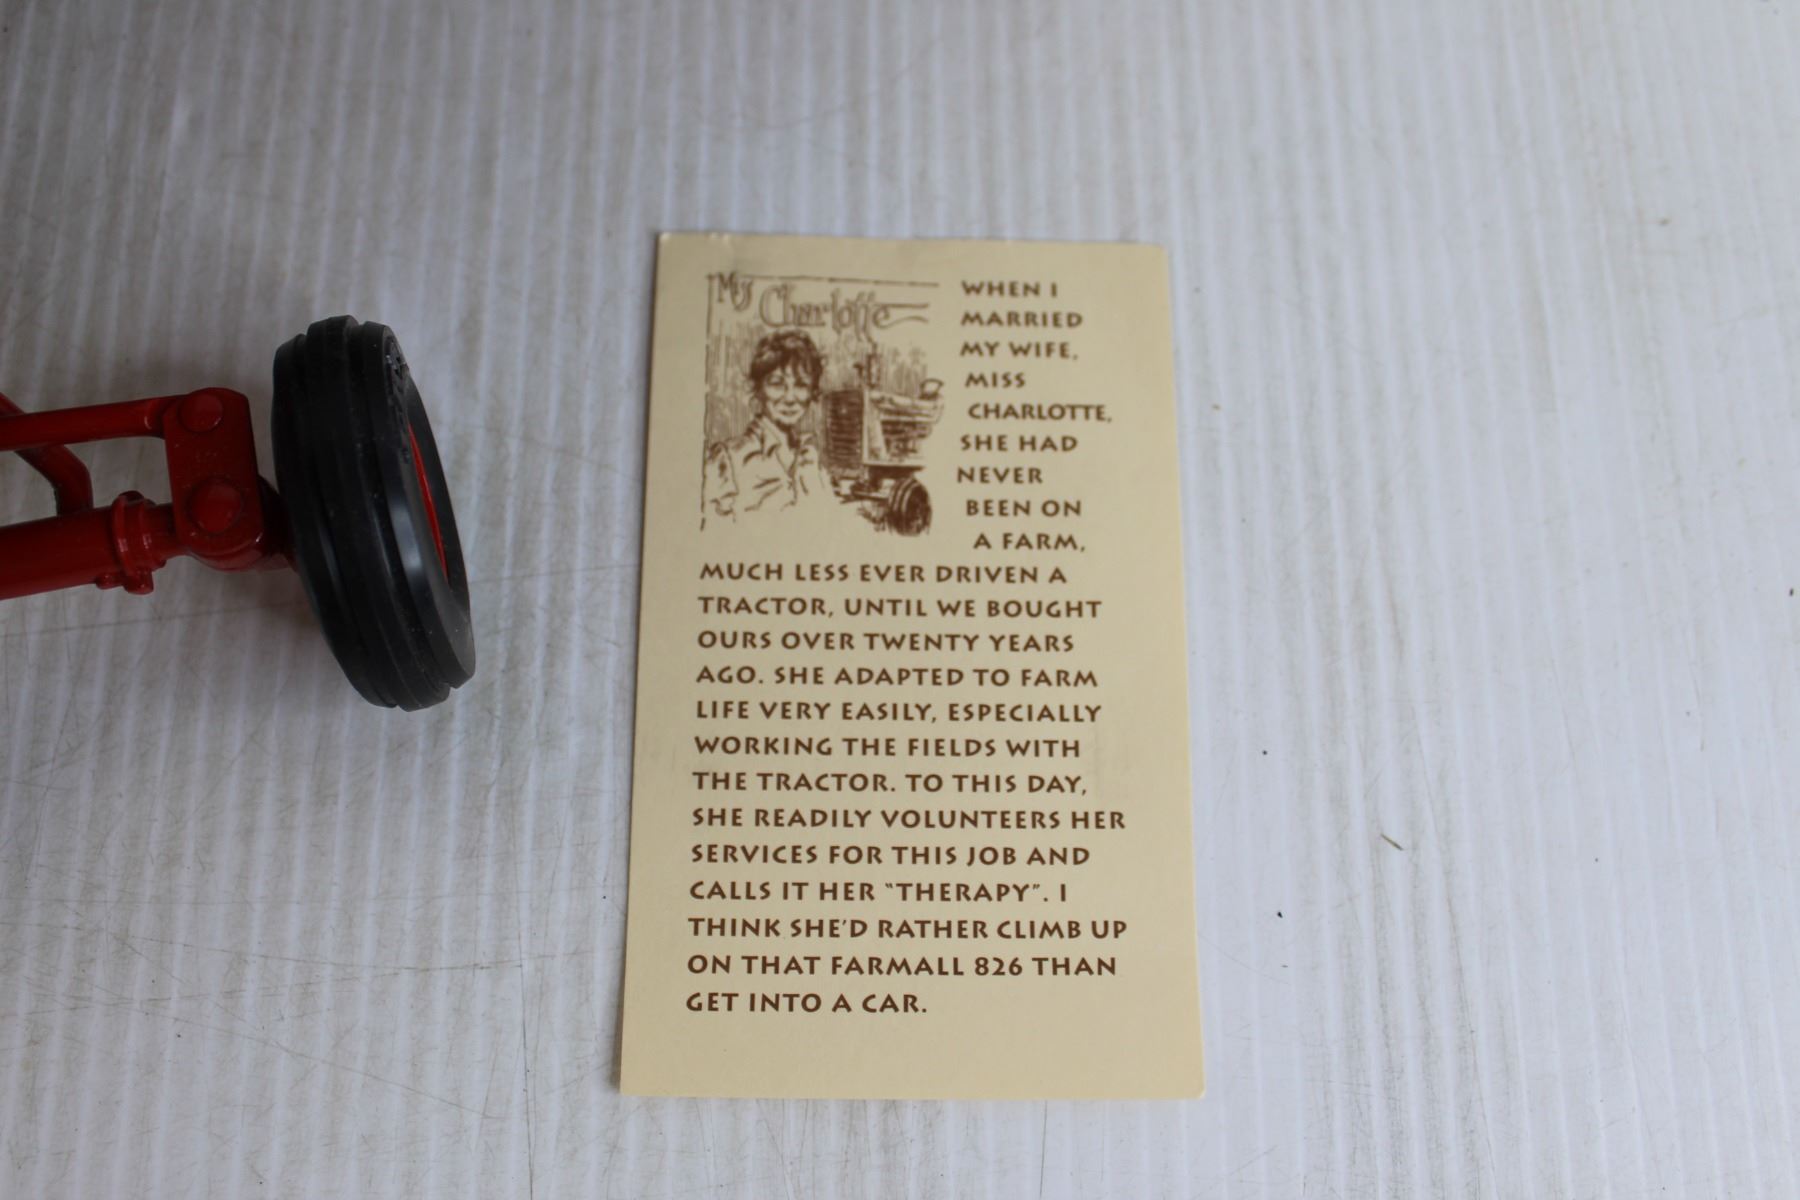 My Charlotte
WHEN I
MARRIED
MY WIFE,
MISS
CHARLOTTE,
SHE HAD
NEVER
BEEN ON
A FARM,
MUCH LESS EVER DRIVEN A
TRACTOR, UNTIL WE BOUGHT
OURS OVER TWENTY YEARS
AGO. SHE ADAPTED TO FARM
LIFE VERY EASILY, ESPECIALLY
WORKING THE FIELDS WITH
THE TRACTOR. TO THIS DAY,
SHE READILY VOLUNTEERS HER
SERVICES FOR THIS JOB AND
CALLS IT HER "THERAPY". I
THINK SHE'D RATHER CLIMB UP
ON THAT FARMALL 826 THAN
GET INTO A CAR.